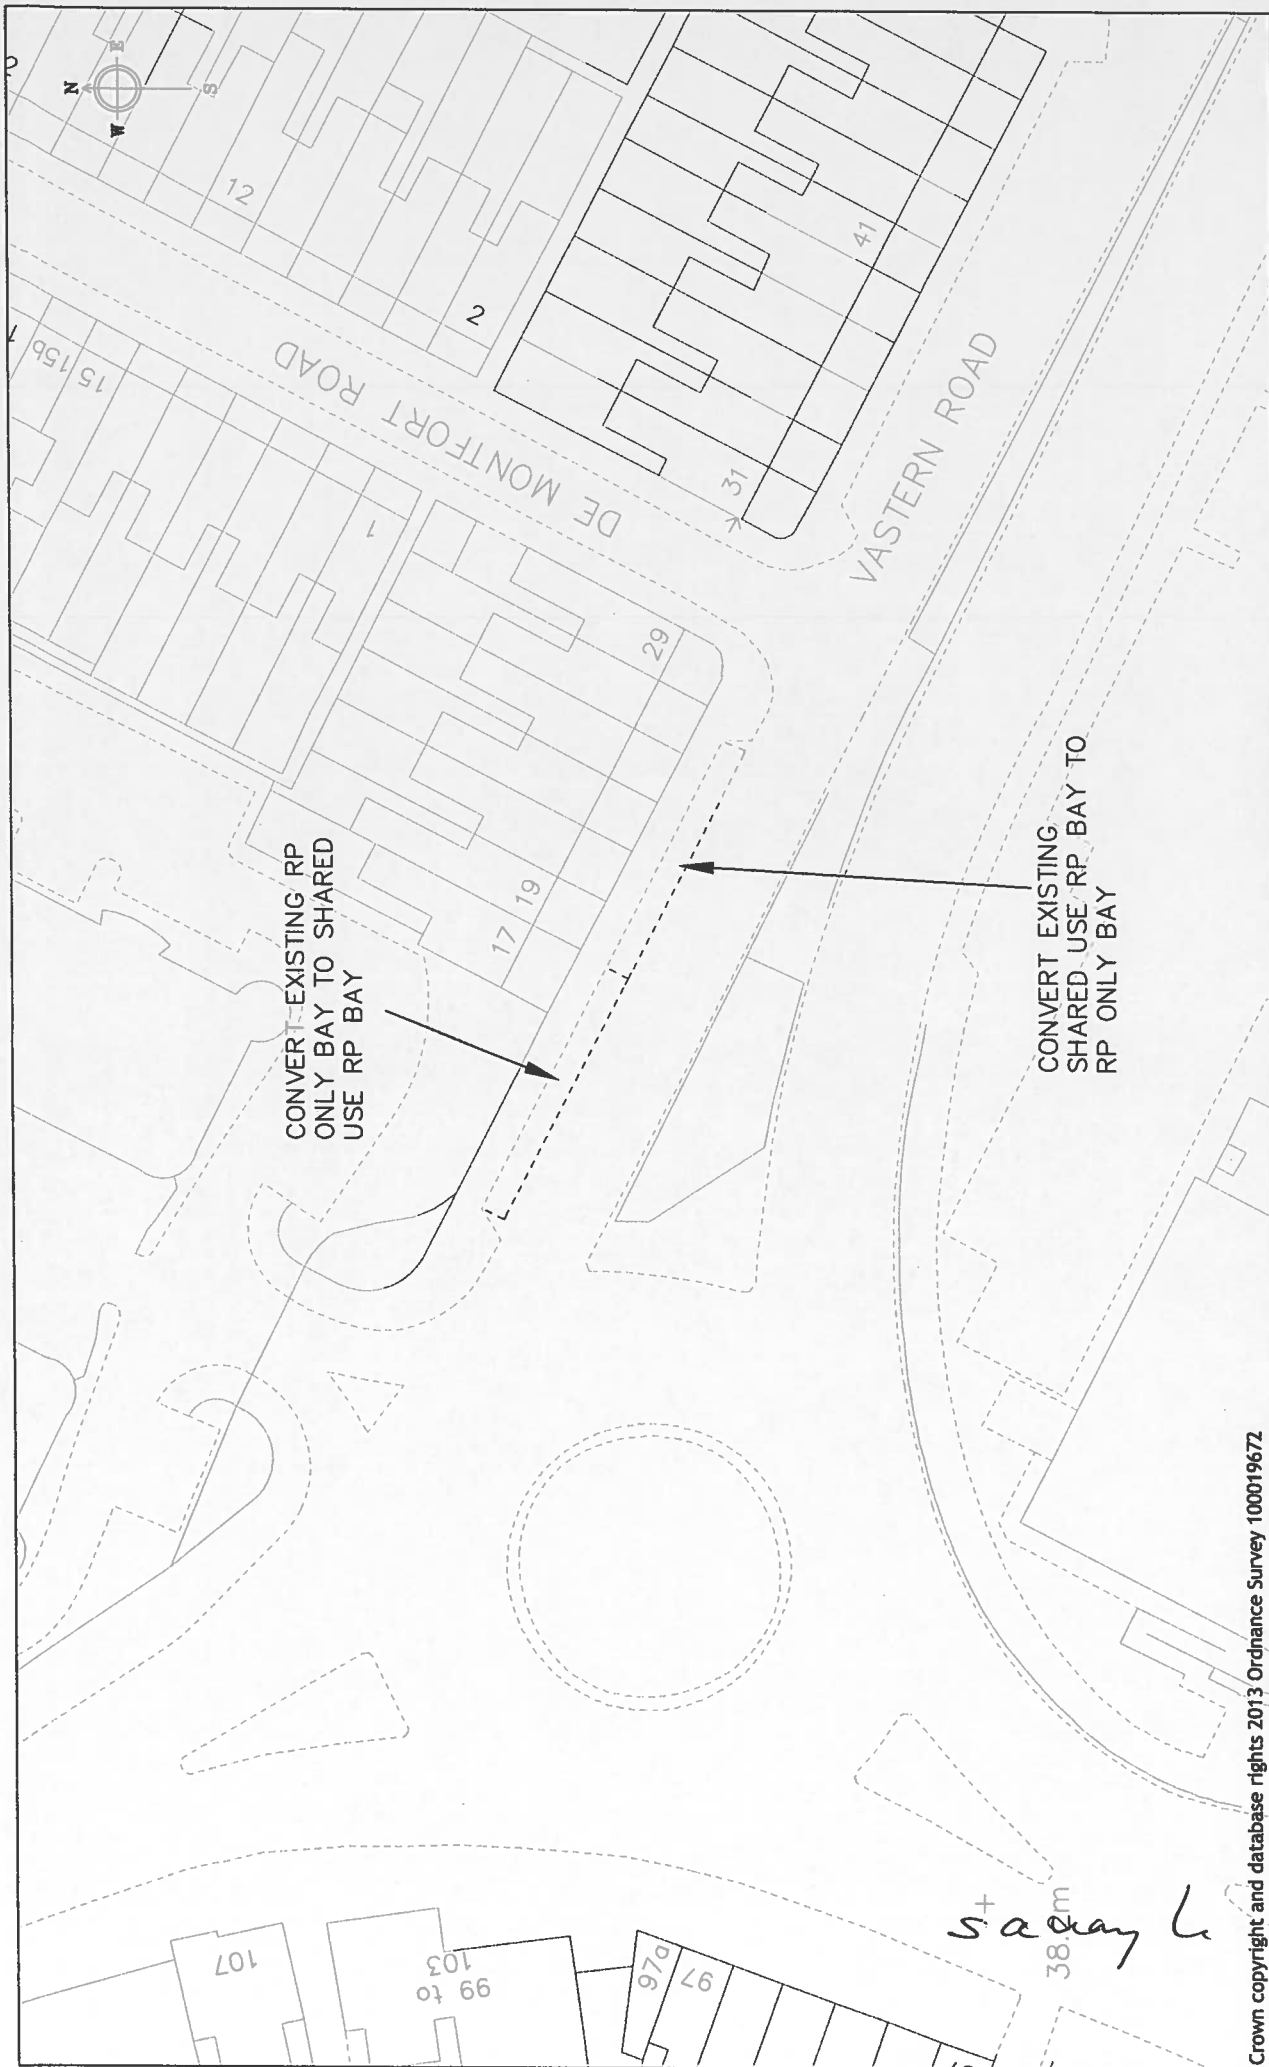 N
E
S
W
12
2
15 15b
1
DE MONTFORT ROAD
41
31
VASTERN ROAD
29
19
17
CONVERT EXISTING RP
ONLY BAY TO SHARED
USE RP BAY
CONVERT EXISTING
SHARED USE RP BAY TO
RP ONLY BAY
107
99 to
103
97a
97
Crown copyright and database rights 2013 Ordnance Survey 100019672